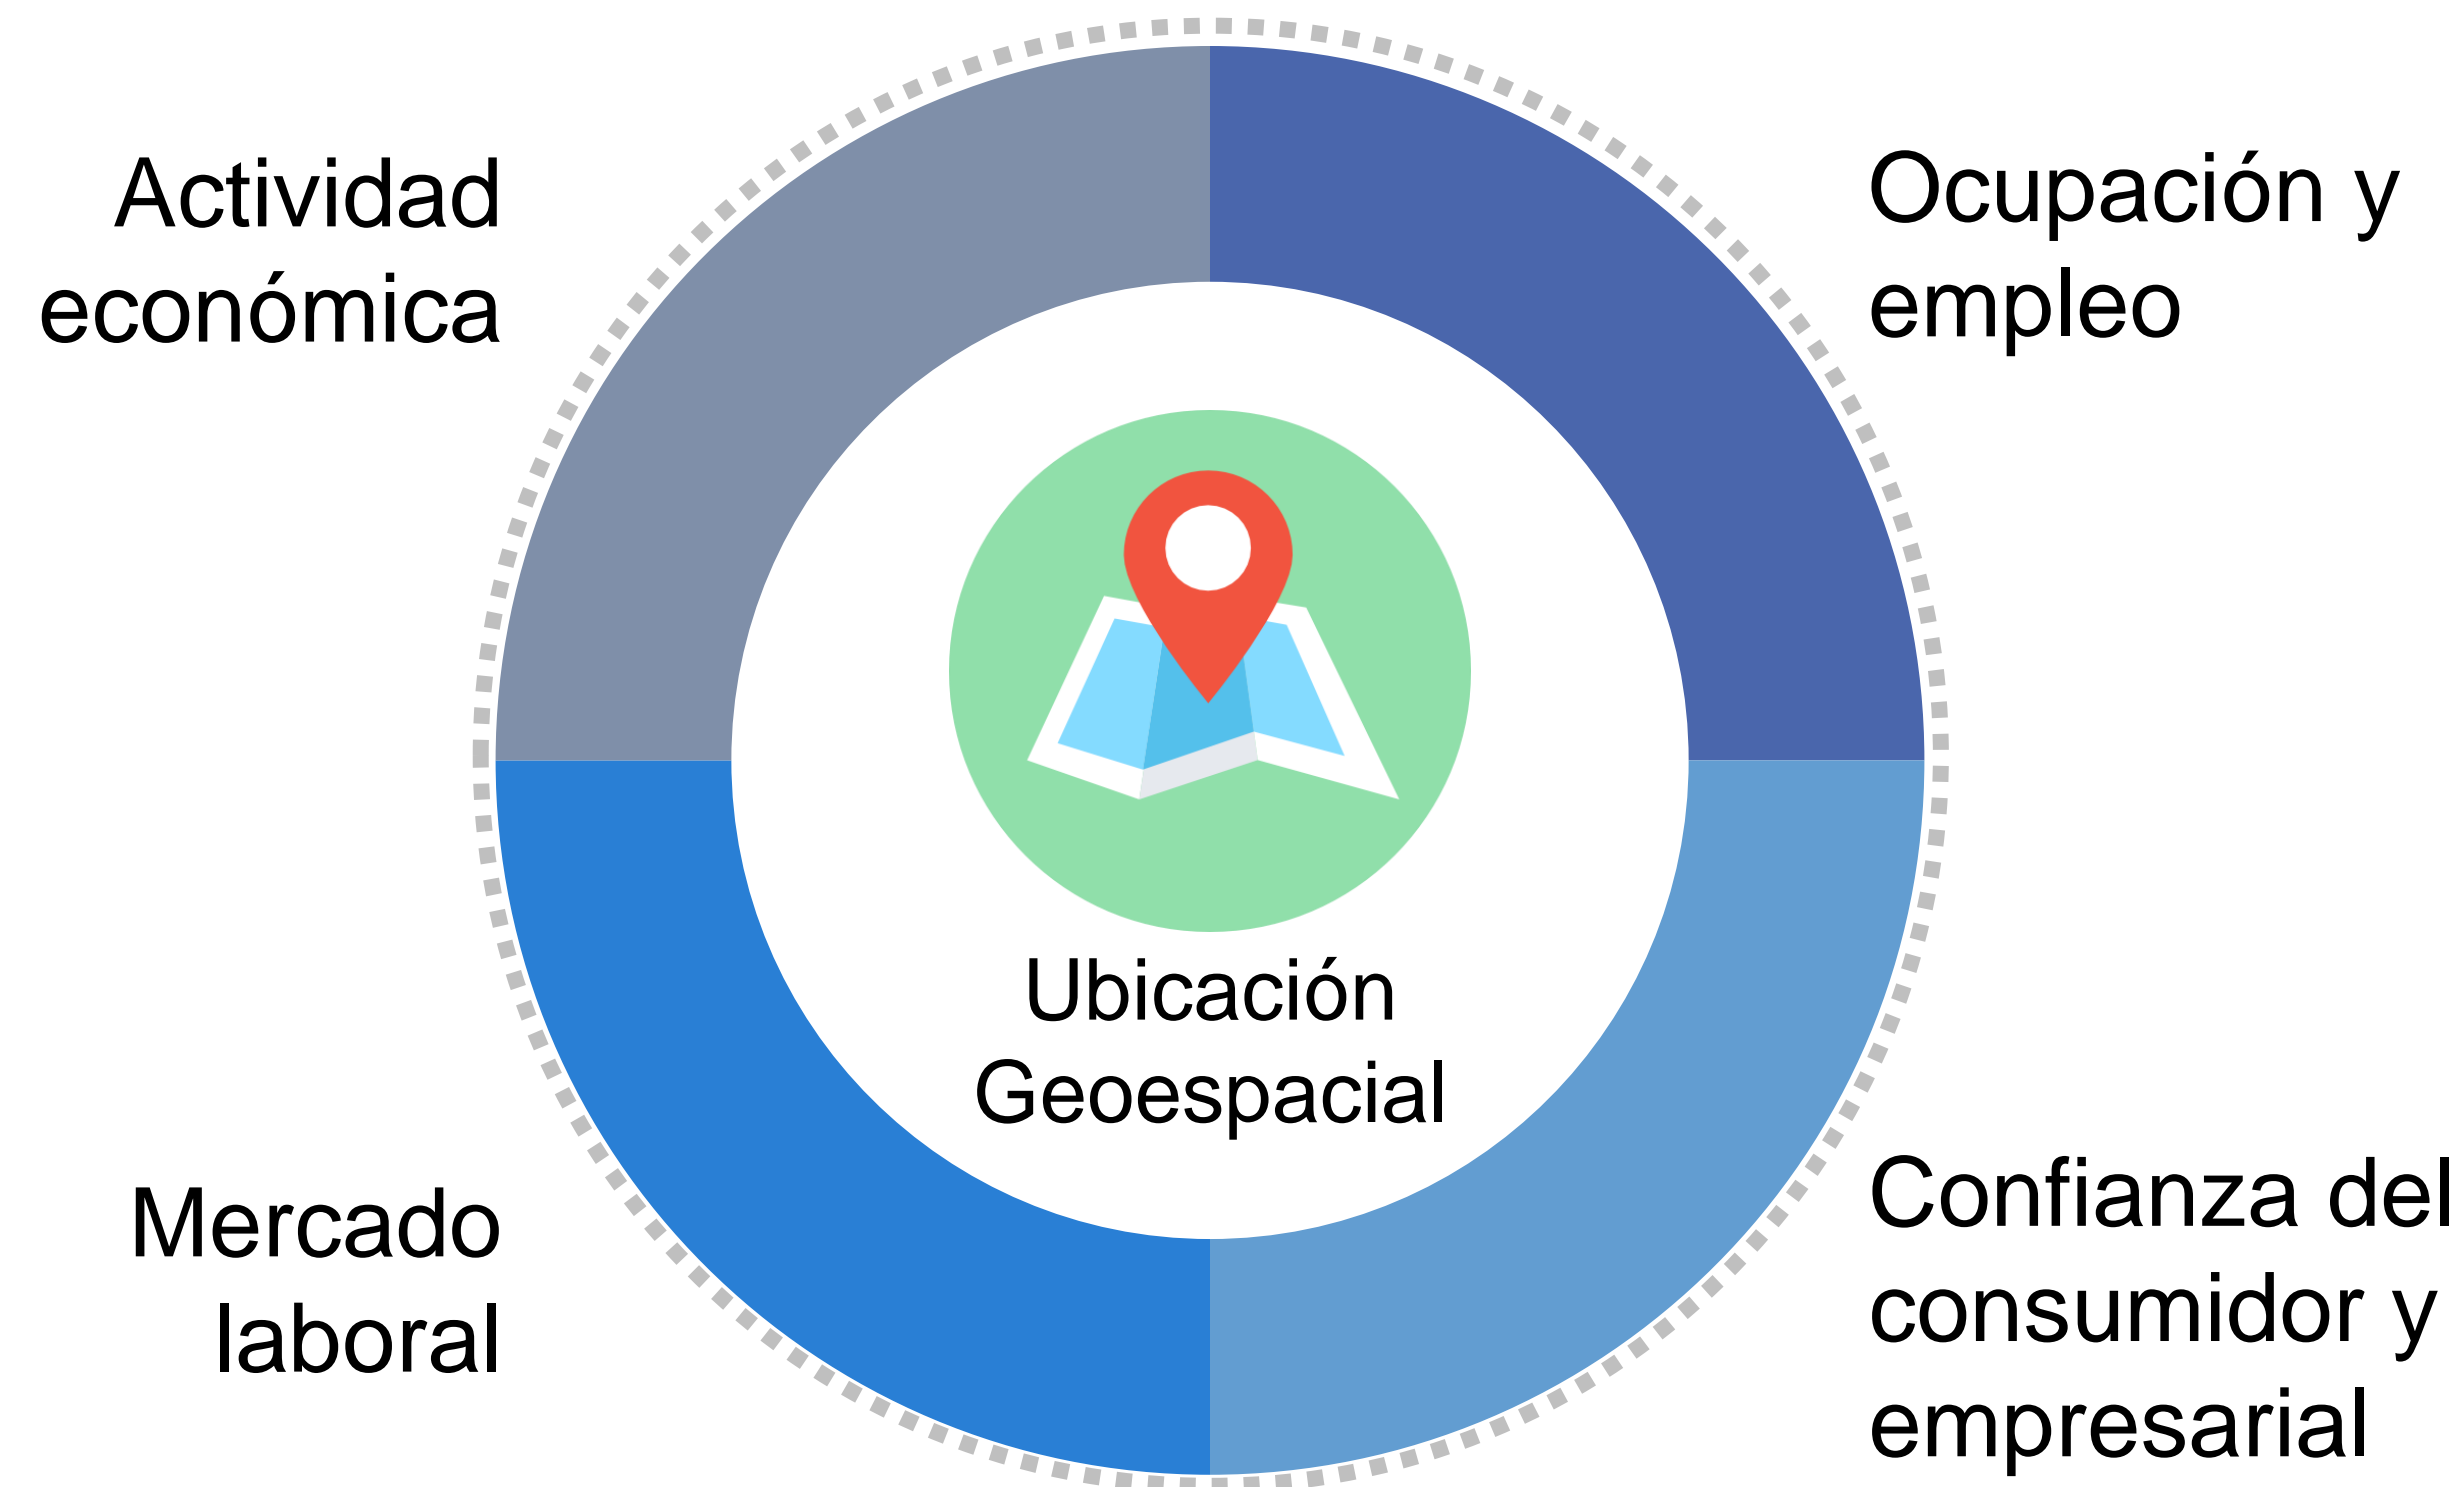 Actividad
económica
Ocupación y
empleo
Ubicación
Geoespacial
Mercado
laboral
Confianza del
consumidor y
empresarial